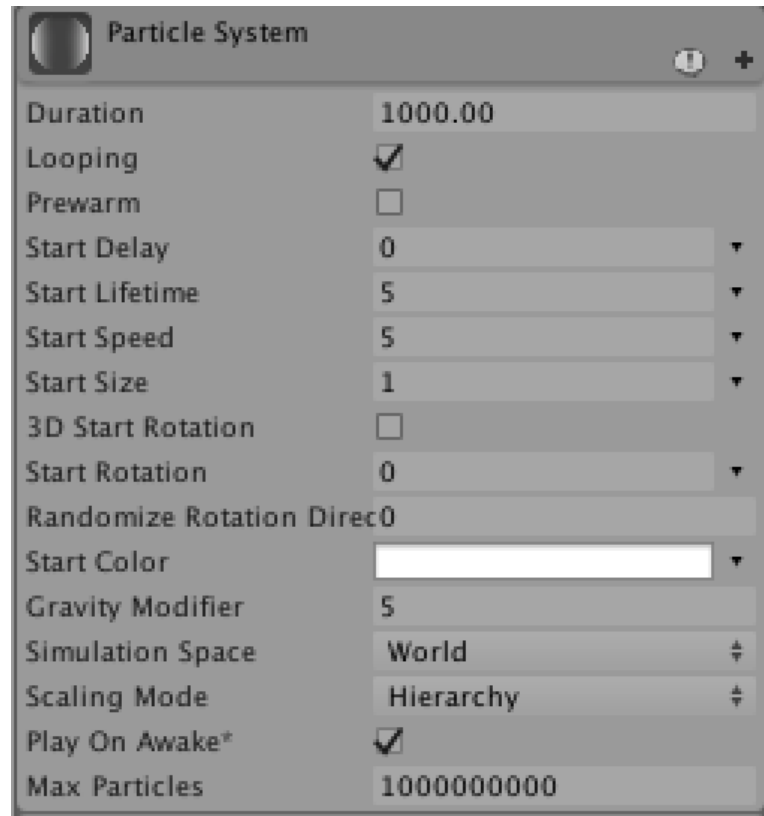 Particle System
Duration 1000.00
Looping
Prewarm
Start Delay 0
Start Lifetime 5
Start Speed 5
Start Size 1
3D Start Rotation
Start Rotation 0
Randomize Rotation Direc0
Start Color
Gravity Modifier 5
Simulation Space World
Scaling Mode Hierarchy
Play On Awake*
Max Particles 1000000000